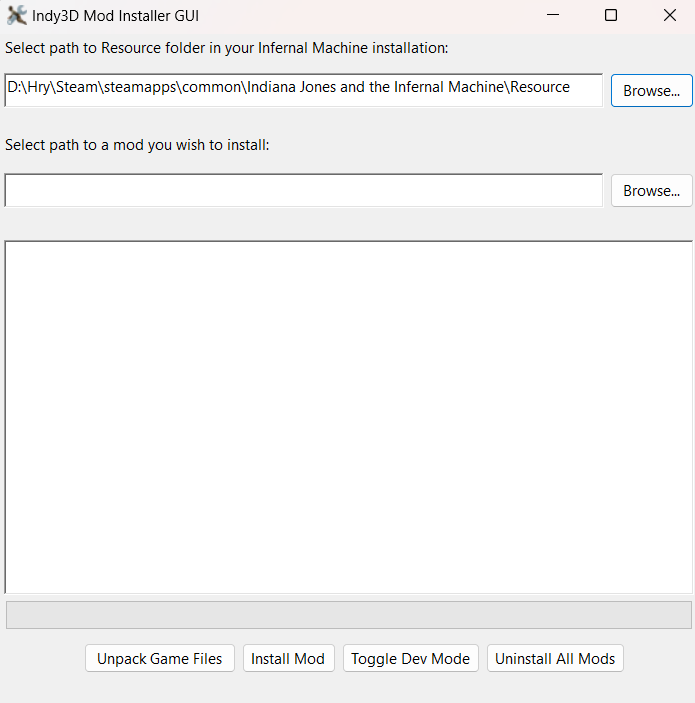 Indy3D Mod Installer GUI
Select path to Resource folder in your Infernal Machine installation:
D:\Hry\Steam\steamapps\common\Indiana Jones and the Infernal Machine\Resource
Browse...
Select path to a mod you wish to install:
Browse...
Unpack Game Files
Install Mod
Toggle Dev Mode
Uninstall All Mods